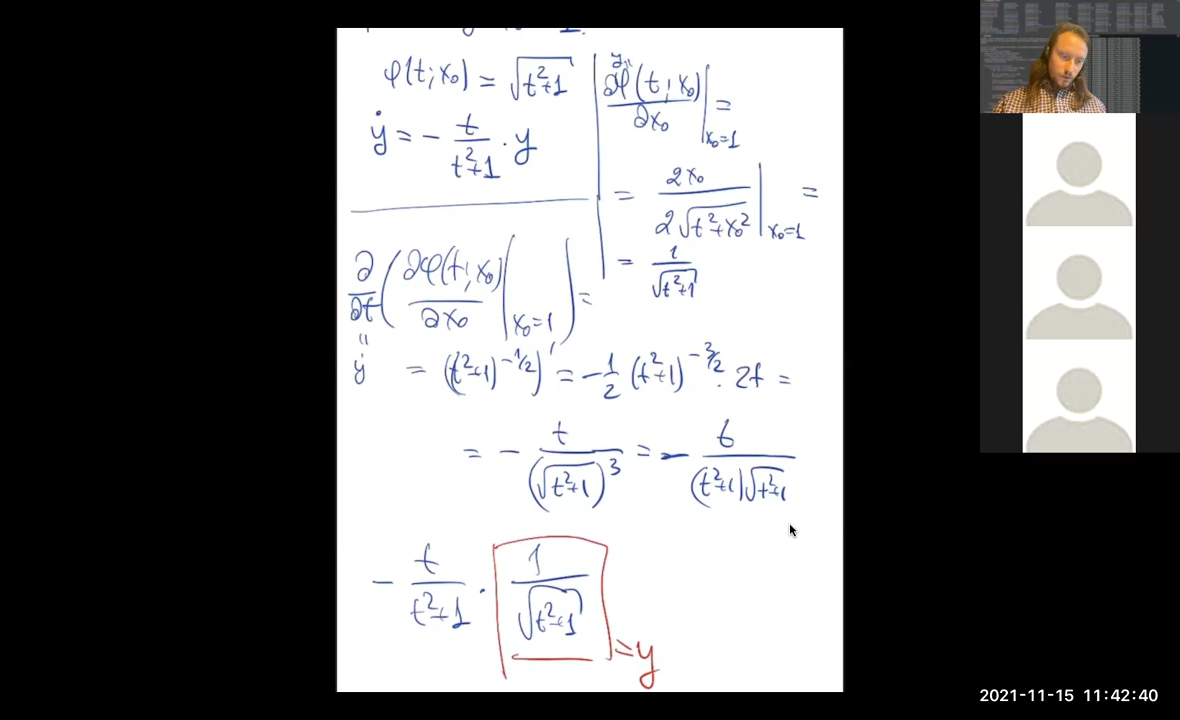 φ(t; x₀) = √(t²+1)
ẏ = − t/(t²+1) · y
y
"
∂φ(t; x₀)/∂x₀ |ₓ₀₌₁ =
= 2x₀/(2√(t²+x₀²)) |ₓ₀₌₁ =
= 1/√(t²+1)
∂/∂t (∂φ(t; x₀)/∂x₀ |ₓ₀₌₁) =
"
ẏ = ((t²+1)^(−1/2))′ = −1/2 (t²+1)^(−3/2) · 2t =
= − t/(√(t²+1))³ = − t/((t²+1)√(t²+1))
− t/(t²+1) · 1/√(t²+1) = y
2021-11-15 11:42:40